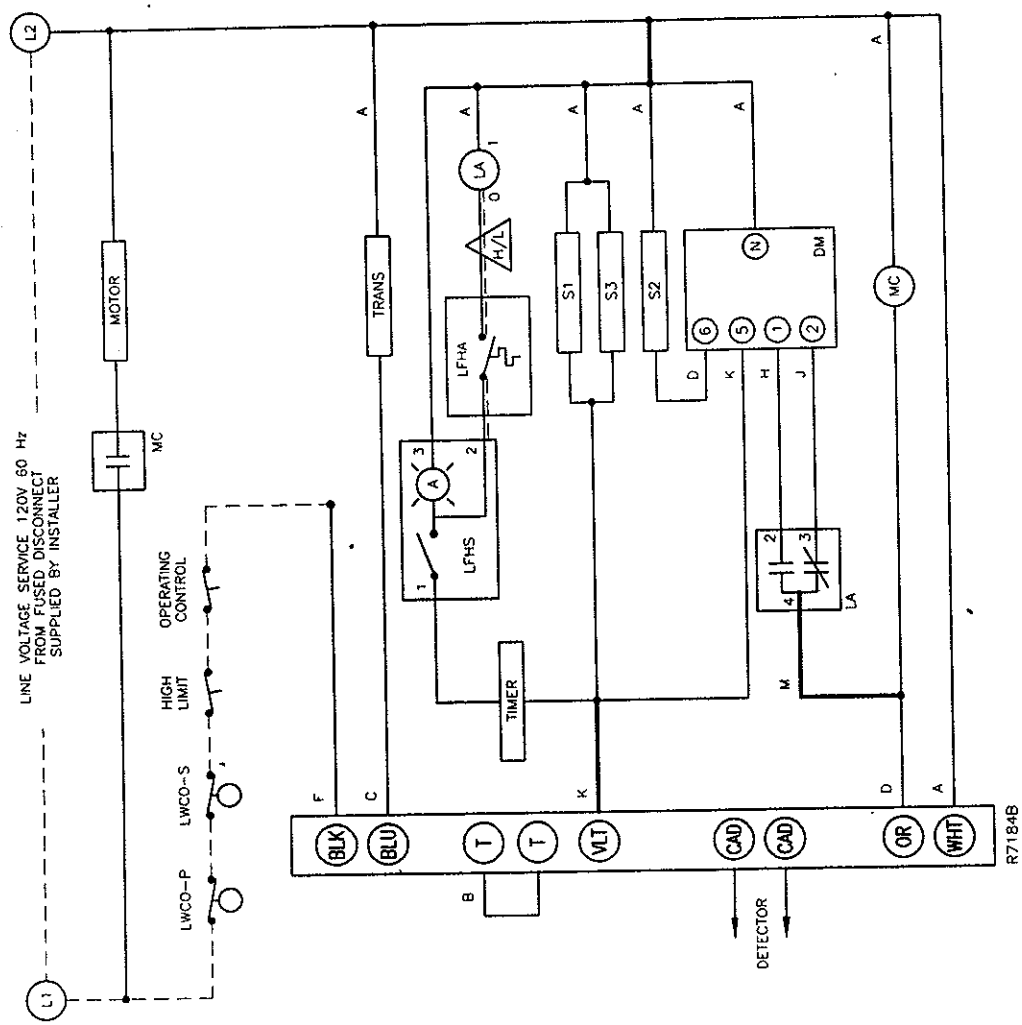 L1
LINE VOLTAGE SERVICE 120V 60 Hz
FROM FUSED DISCONNECT
SUPPLIED BY INSTALLER
L2
MC
MOTOR
LWCO-P
LWCO-S
HIGH
LIMIT
OPERATING
CONTROL
BLK
F
BLU
C
TRANS
A
T
B
T
TIMER
1
LFHS
A
3
2
LFHA
H/L
0
LA
1
A
VLT
K
S1
S3
A
S2
A
D
6
K
5
H
1
J
2
N
DM
A
CAD
CAD
DETECTOR
M
4
2
3
LA
OR
D
MC
A
WHT
A
R7184B